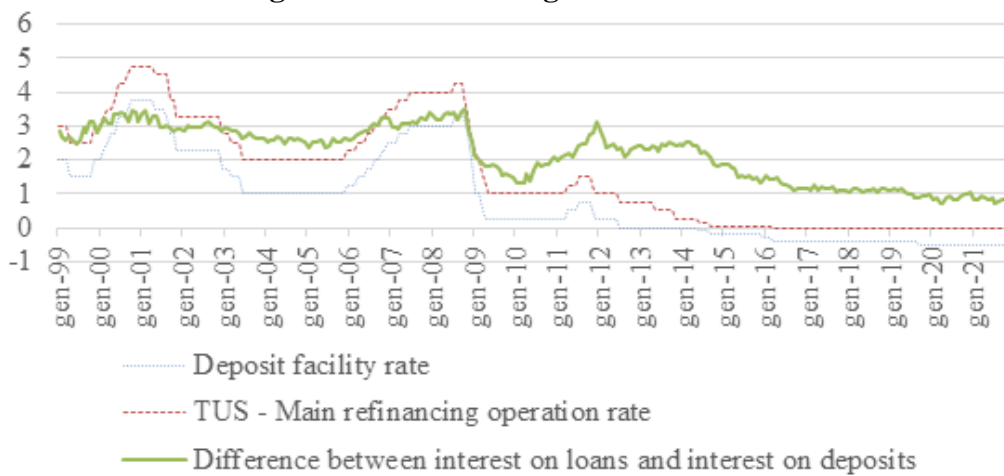 6
5
4
3
2
1
0
-1
gen-99
gen-00
gen-01
gen-02
gen-03
gen-04
gen-05
gen-06
gen-07
gen-08
gen-09
gen-10
gen-11
gen-12
gen-13
gen-14
gen-15
gen-16
gen-17
gen-18
gen-19
gen-20
gen-21
Deposit facility rate
TUS - Main refinancing operation rate
Difference between interest on loans and interest on deposits